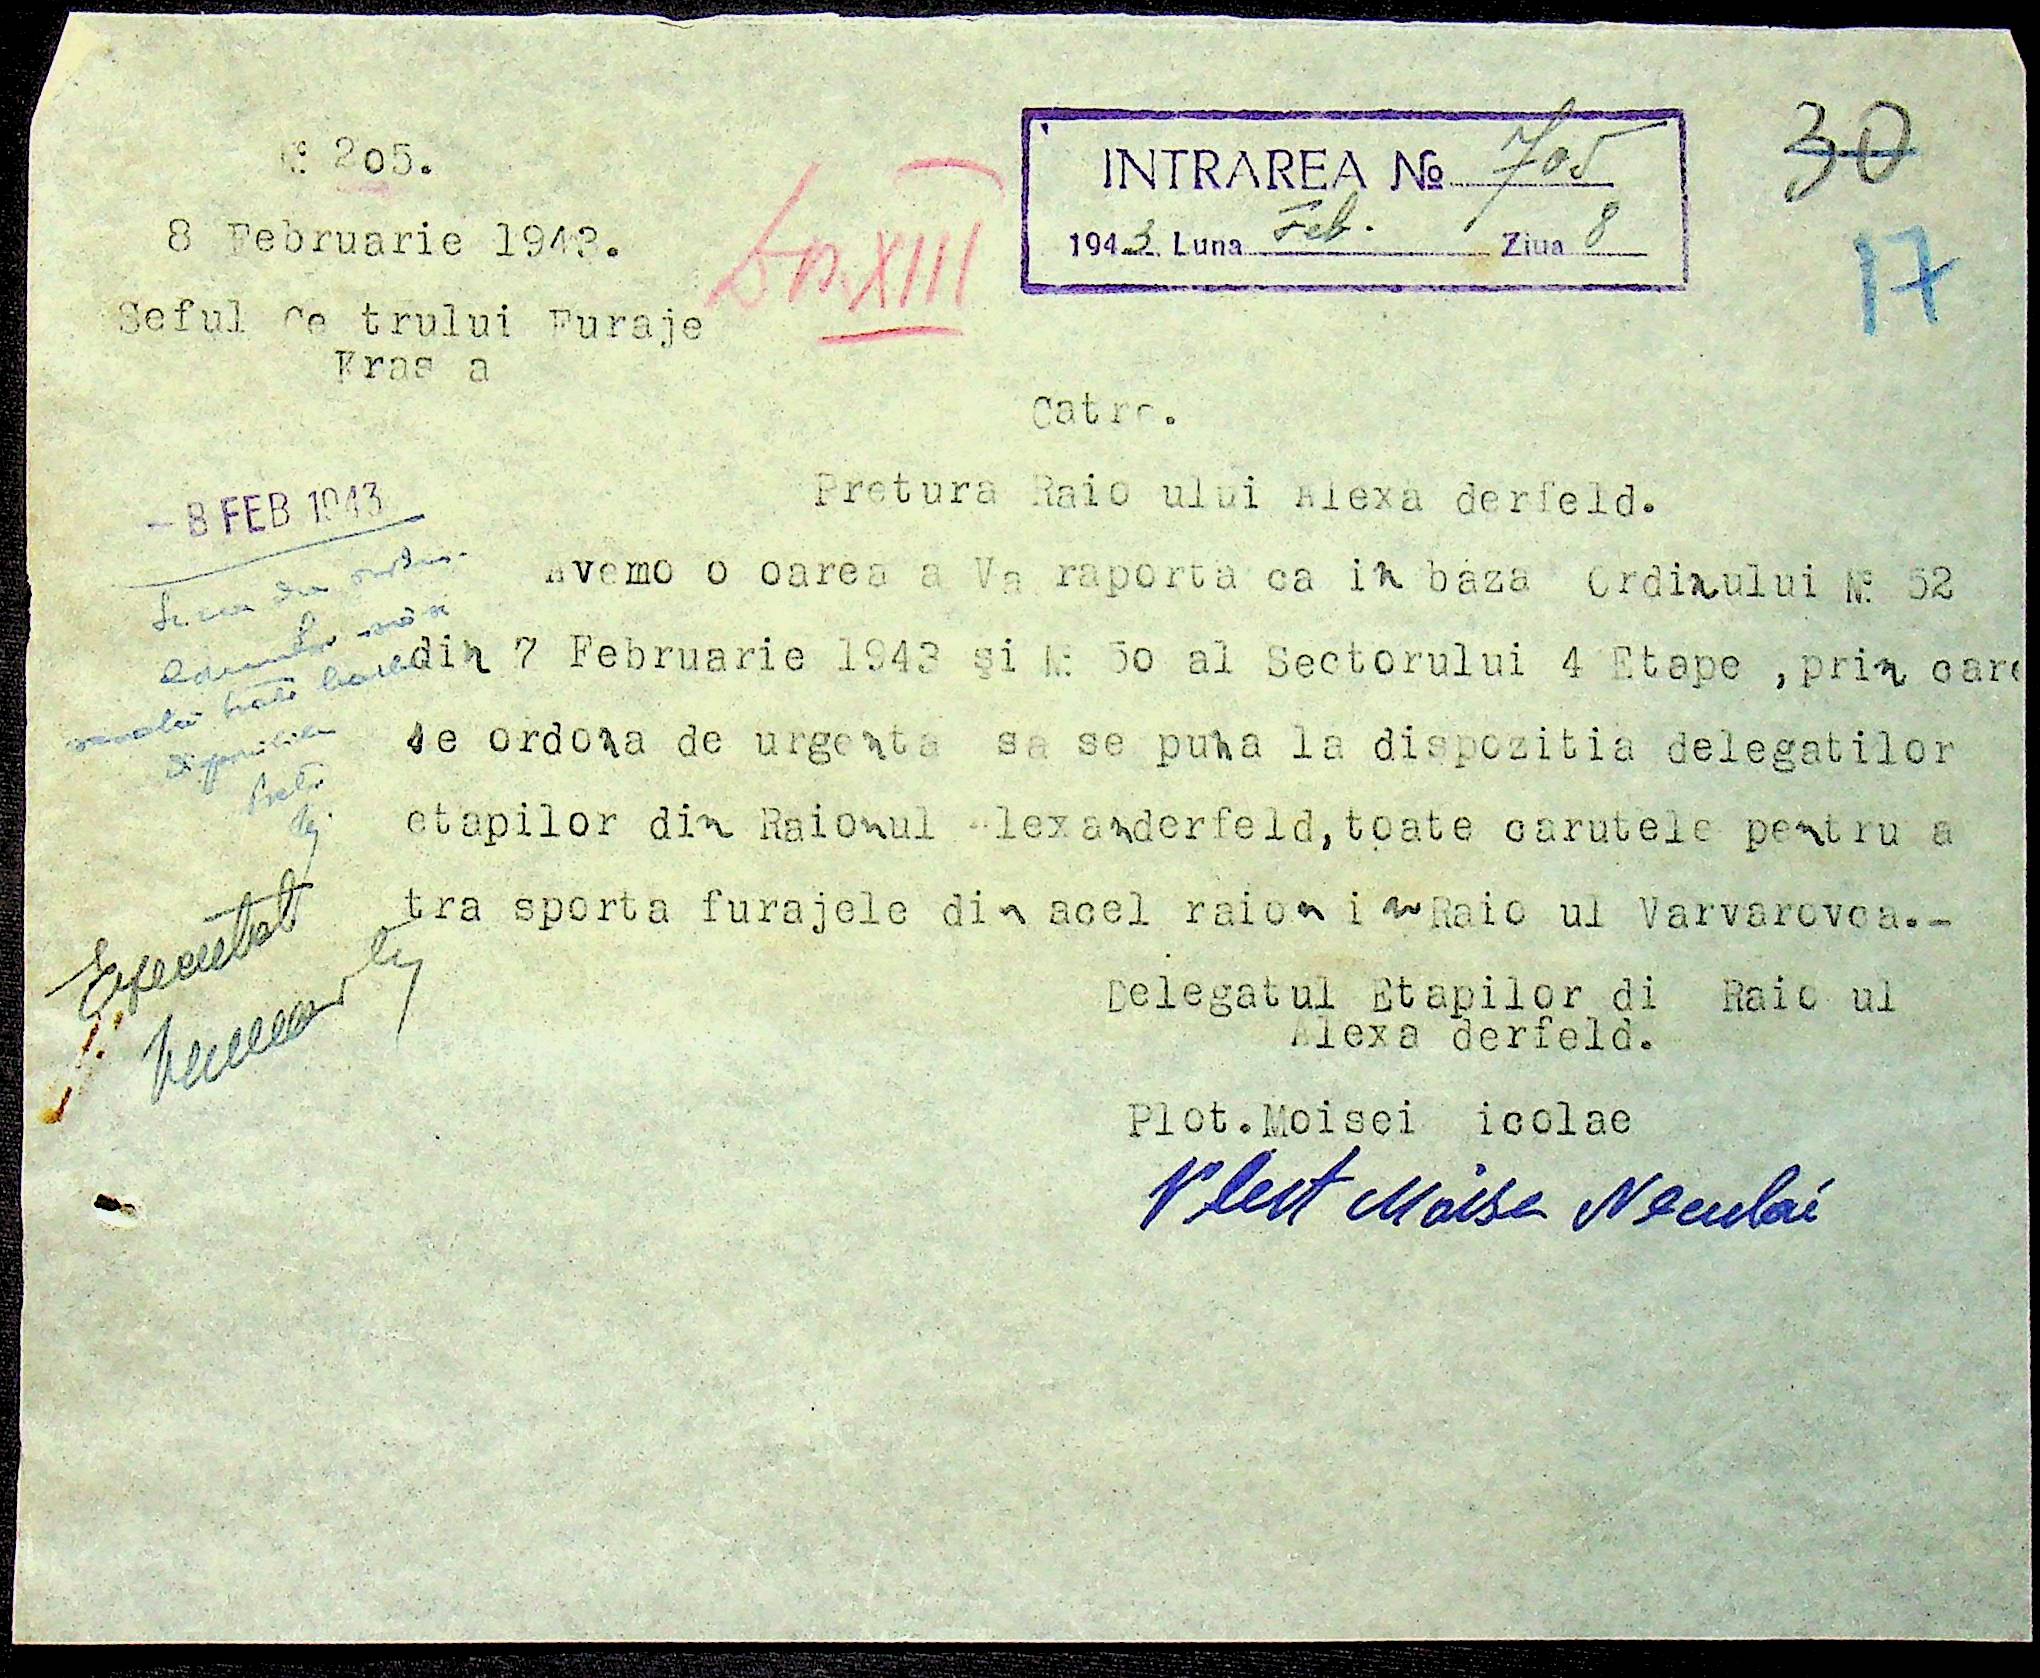 № 205.
8 Februarie 1943.
Seful Ce trului Furaje
Kras a
INTRAREA № 705
1943 Luna Feb. Ziua 8
30
17
XIII
Catre.
Pretura Raio ului Alexa derfeld.
- 8 FEB 1943
Avemo o oarea a Va raporta ca in baza Ordinului № 52
din 7 Februarie 1943 şi № 50 al Sectorului 4 Etape , prin care
se ordona de urgenta sa se puna la dispozitia delegatilor
etapilor din Raionul Alexanderfeld, toate carutele pentru a
tra sporta furajele din acel raion in Raio ul Varvarovca.-
Executat
Delegatul Etapilor di Raio ul
Alexa derfeld.
Plot. Moisei icolae
Moise Neculai